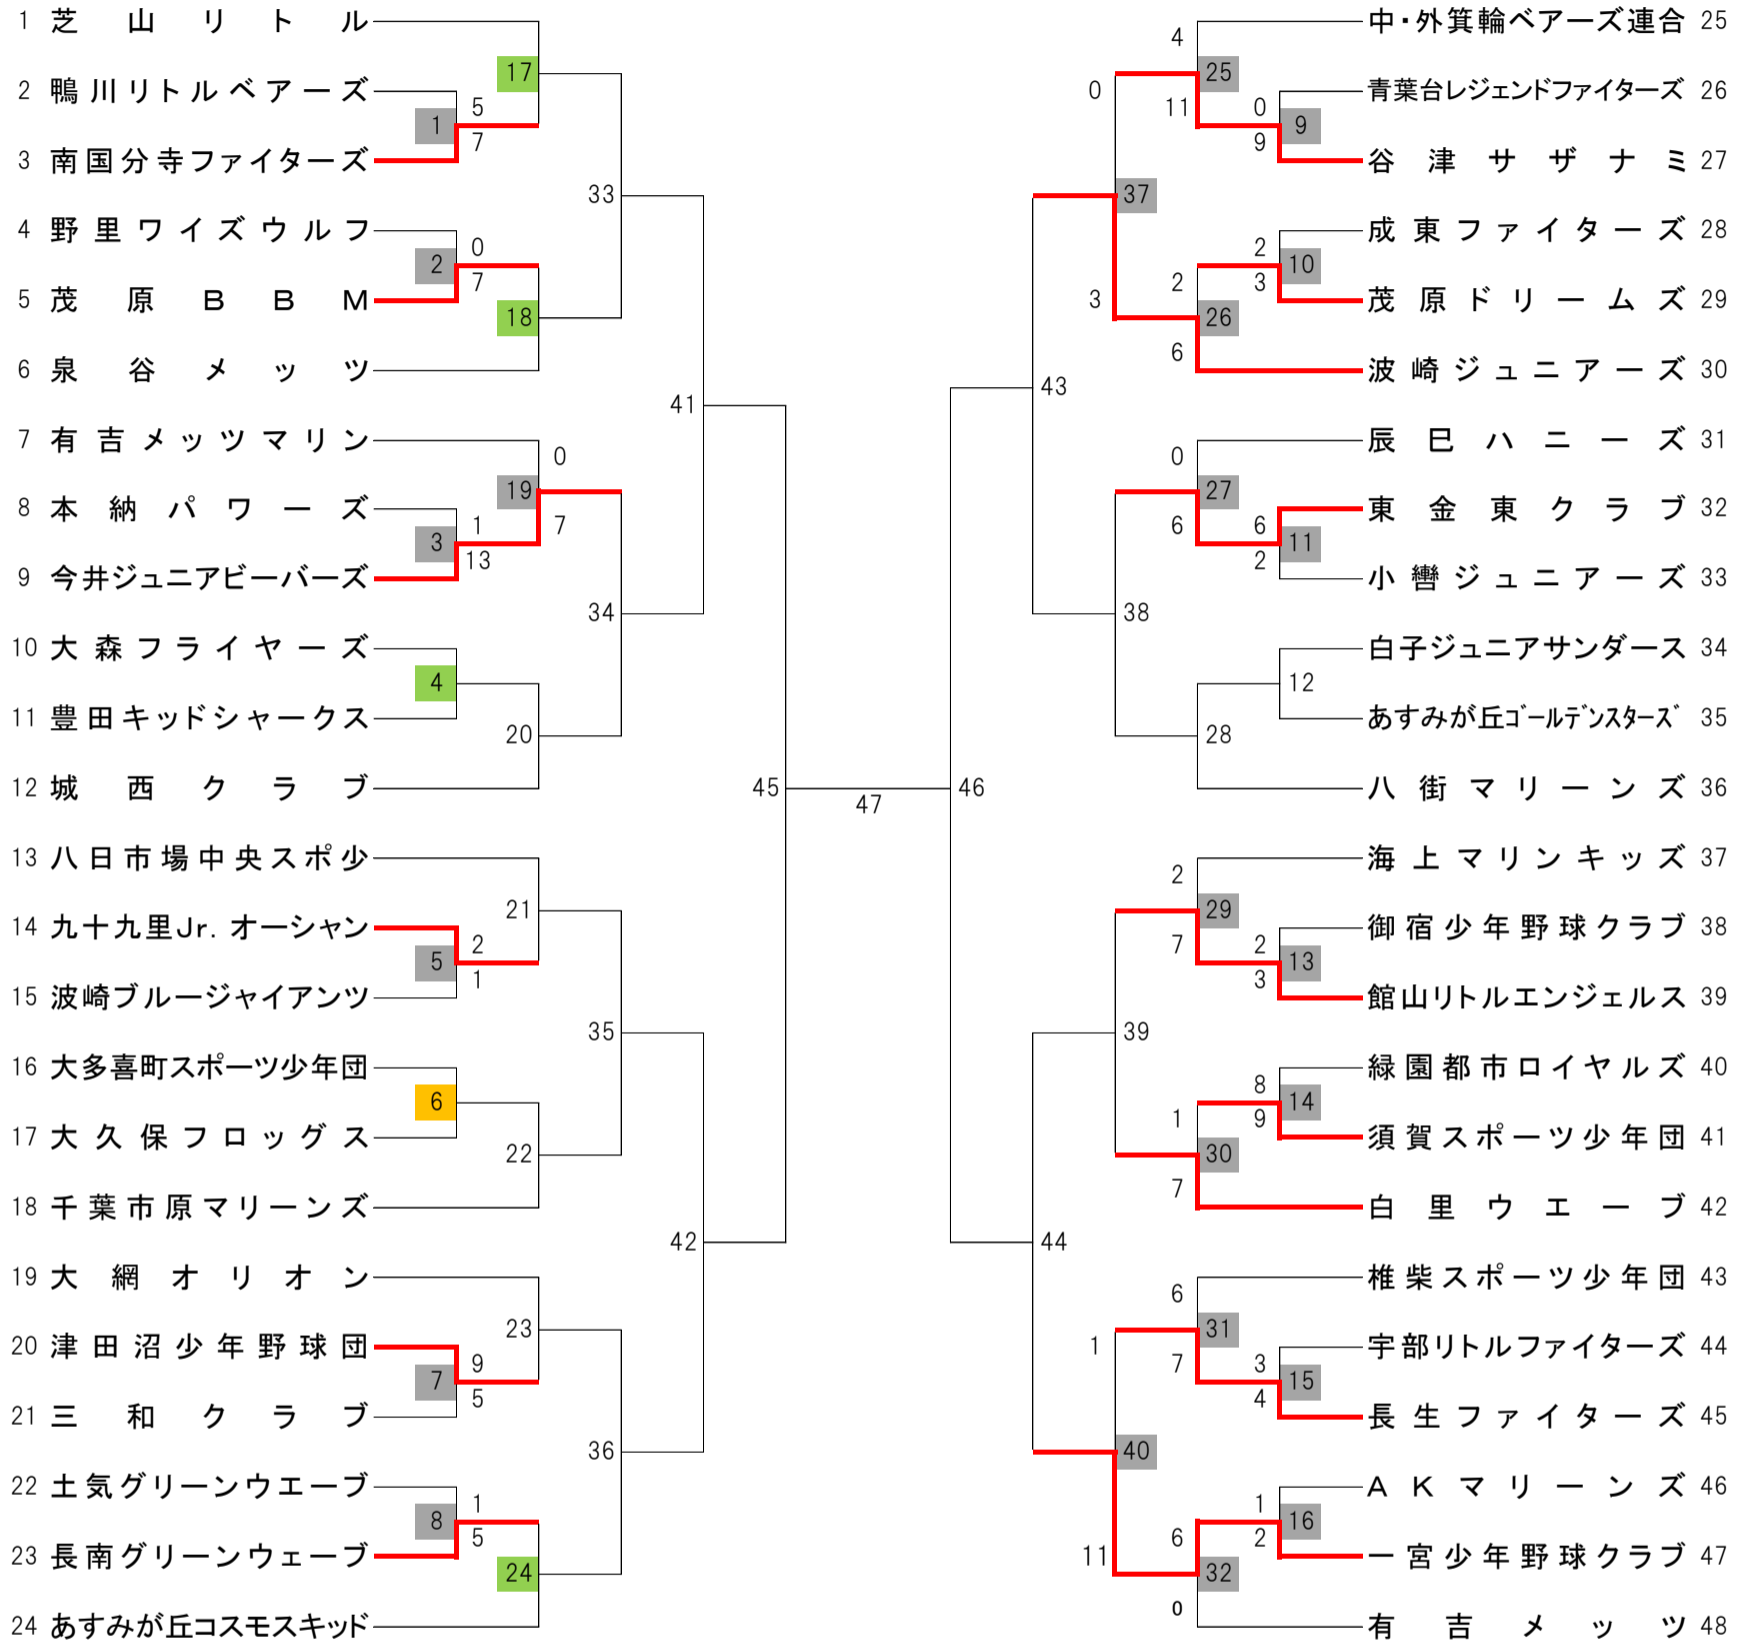 1 芝山リトル
17
2 鴨川リトルベアーズ
5
1
7
3 南国分寺ファイターズ
33
4 野里ワイズウルフ
0
2
7
5 茂原BBM
18
6 泉谷メッツ
41
7 有吉メッツマリン
0
19
8 本納パワーズ
1
7
3
13
9 今井ジュニアビーバーズ
34
10 大森フライヤーズ
4
11 豊田キッドシャークス
20
12 城西クラブ
45
47
13 八日市場中央スポ少
21
14 九十九里Jr.オーシャン
2
5
1
15 波崎ブルージャイアンツ
35
16 大多喜町スポーツ少年団
6
17 大久保フロッグス
22
18 千葉市原マリーンズ
42
19 大網オリオン
23
20 津田沼少年野球団
9
7
5
21 三和クラブ
36
22 土気グリーンウエーブ
1
8
5
23 長南グリーンウェーブ
24
24 あすみが丘コスモスキッド
中・外箕輪ベアーズ連合 25
4
25
0
青葉台レジェンドファイターズ 26
11
0
9
9
谷津サザナミ 27
37
成東ファイターズ 28
2
10
2
3
3
茂原ドリームズ 29
26
6
波崎ジュニアーズ 30
43
辰巳ハニーズ 31
0
27
東金東クラブ 32
6
6
11
2
小轡ジュニアーズ 33
38
白子ジュニアサンダース 34
12
あすみが丘ゴールデンスターズ 35
28
八街マリーンズ 36
46
海上マリンキッズ 37
2
29
御宿少年野球クラブ 38
7
2
13
3
館山リトルエンジェルス 39
39
緑園都市ロイヤルズ 40
8
14
1
9
須賀スポーツ少年団 41
30
7
白里ウエーブ 42
44
椎柴スポーツ少年団 43
6
31
1
宇部リトルファイターズ 44
7
3
15
4
長生ファイターズ 45
40
AKマリーンズ 46
1
16
6
2
11
一宮少年野球クラブ 47
32
0
有吉メッツ 48